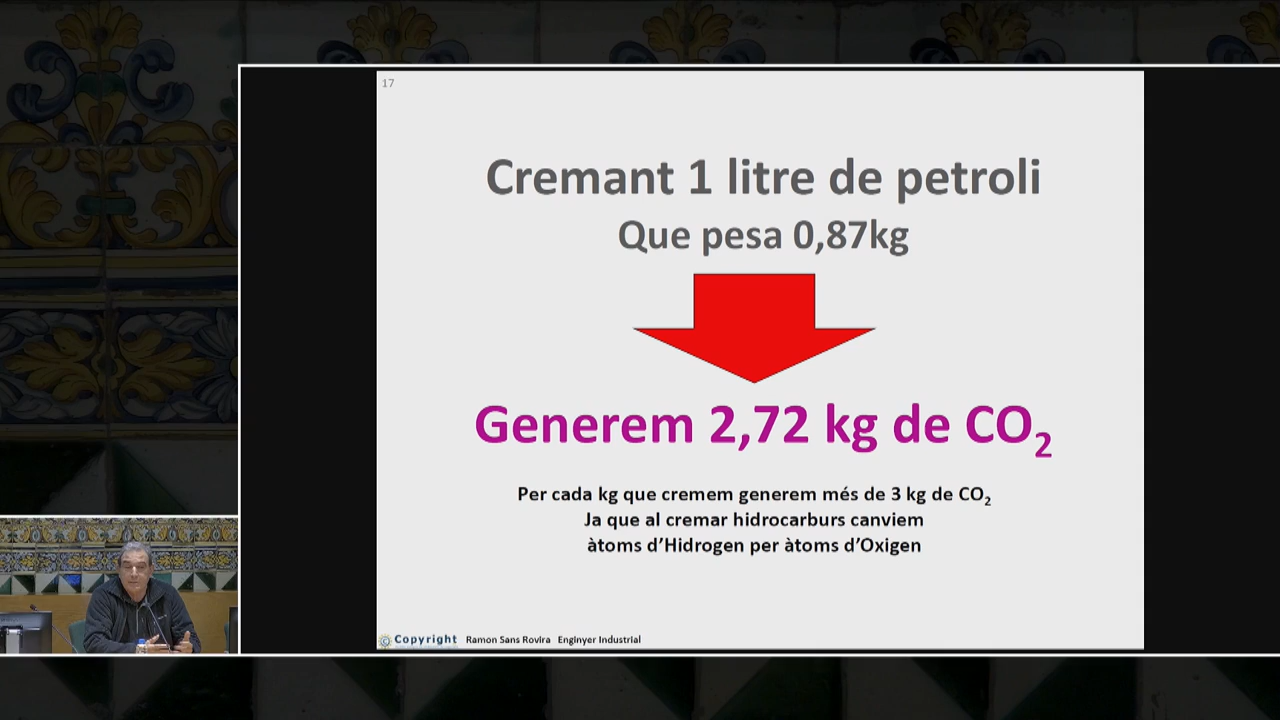 17
Cremant 1 litre de petroli
Que pesa 0,87kg
Generem 2,72 kg de CO₂
Per cada kg que cremem generem més de 3 kg de CO₂
Ja que al cremar hidrocarburs canviem
àtoms d’Hidrogen per àtoms d’Oxigen
Copyright Ramon Sans Rovira Enginyer Industrial